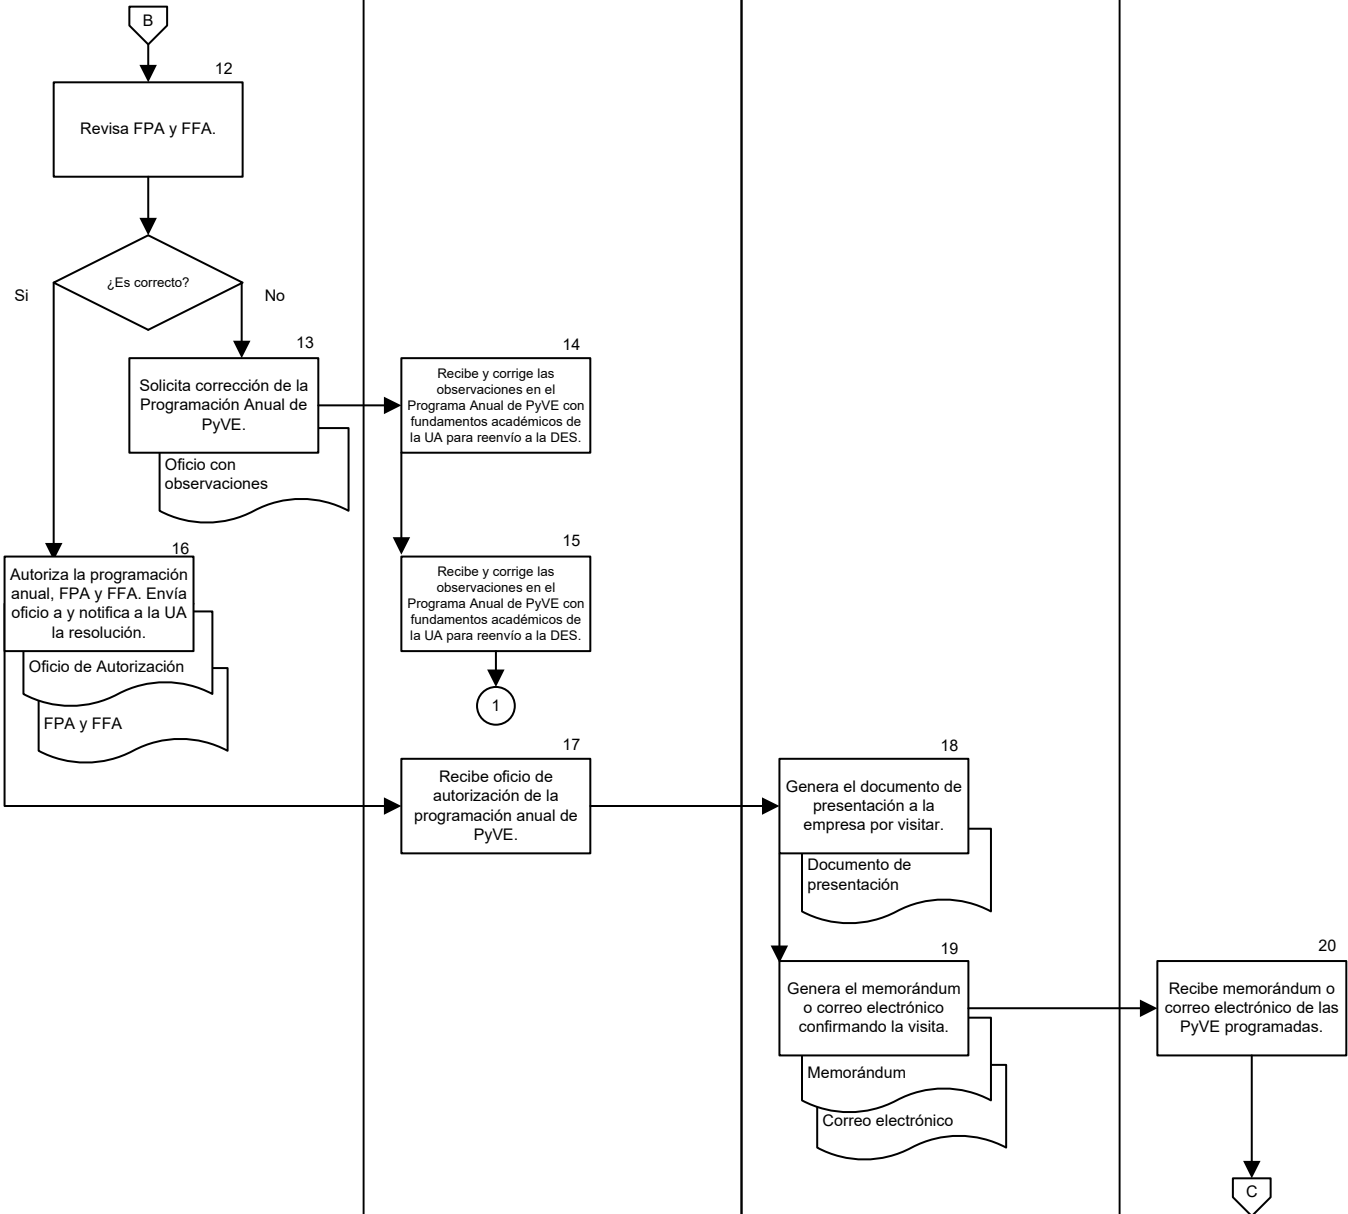 B
12
Revisa FPA y FFA.
¿Es correcto?
Si
No
13
Solicita corrección de la
Programación Anual de
PyVE.
Oficio con
observaciones
14
Recibe y corrige las
observaciones en el
Programa Anual de PyVE con
fundamentos académicos de
la UA para reenvío a la DES.
15
Recibe y corrige las
observaciones en el
Programa Anual de PyVE con
fundamentos académicos de
la UA para reenvío a la DES.
1
16
Autoriza la programación
anual, FPA y FFA. Envía
oficio a y notifica a la UA
la resolución.
Oficio de Autorización
FPA y FFA
17
Recibe oficio de
autorización de la
programación anual de
PyVE.
18
Genera el documento de
presentación a la
empresa por visitar.
Documento de
presentación
19
Genera el memorándum
o correo electrónico
confirmando la visita.
Memorándum
Correo electrónico
20
Recibe memorándum o
correo electrónico de las
PyVE programadas.
C